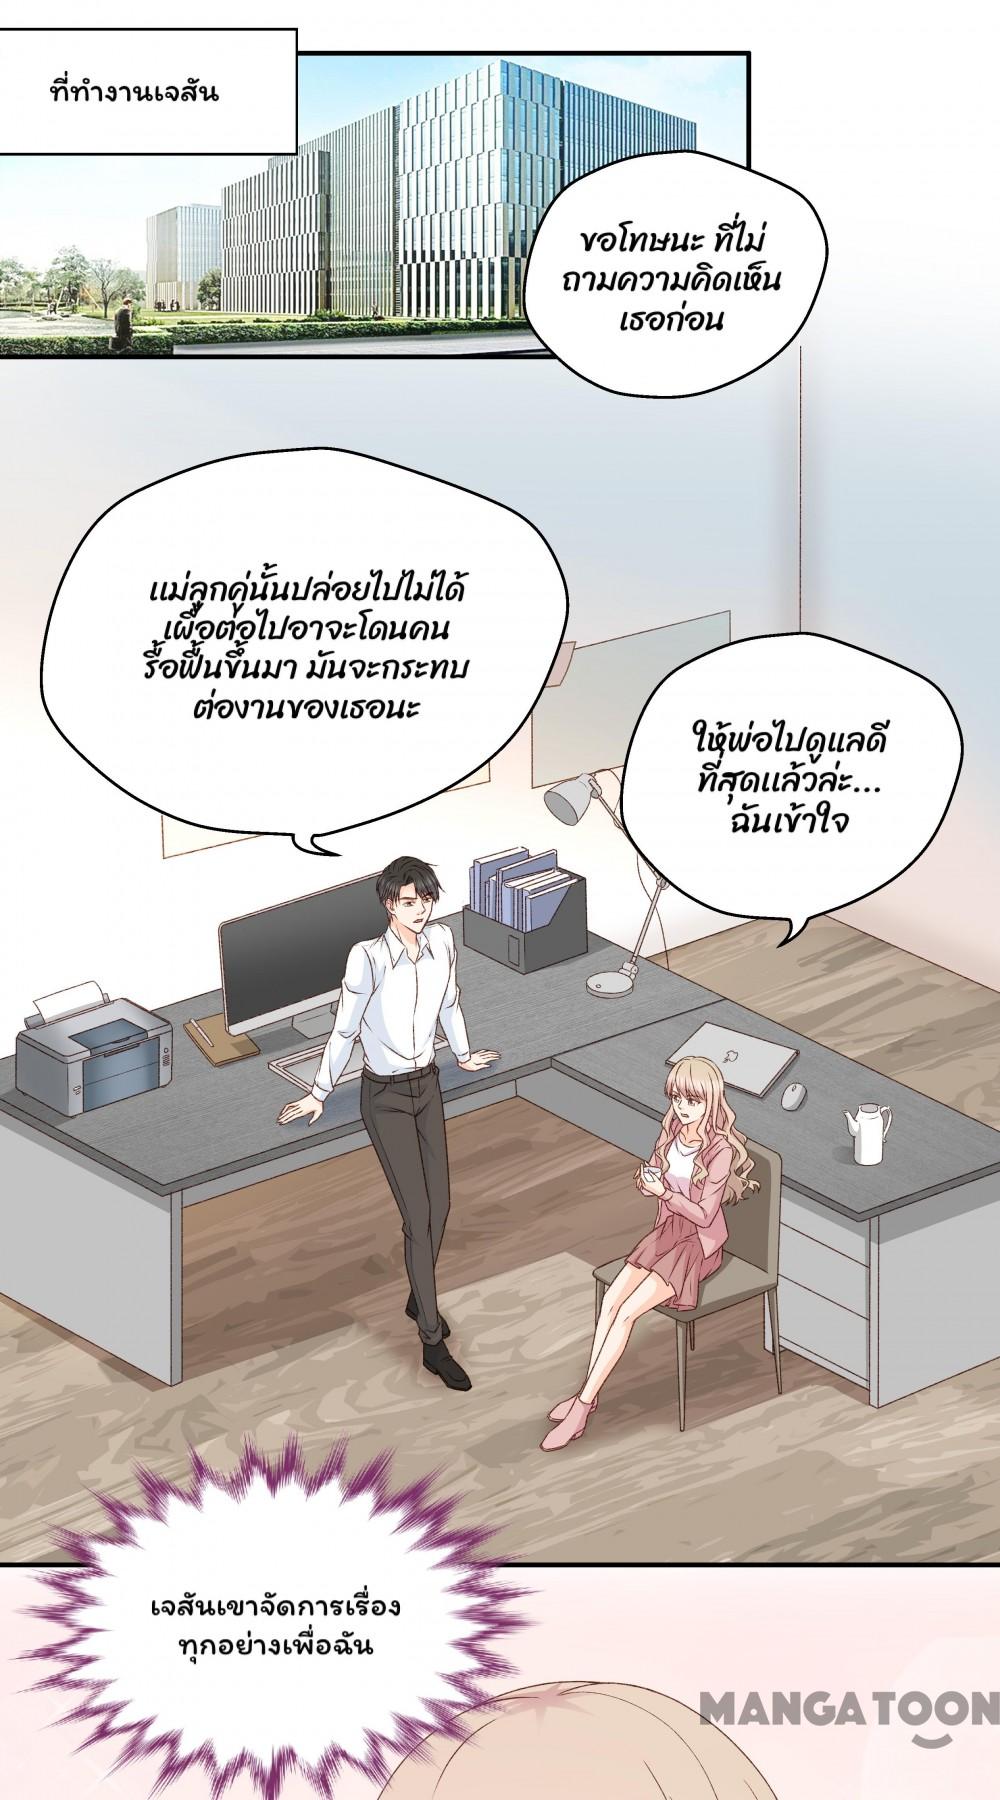 ที่ทำงานเจสัน
ขอโทษนะ ที่ไม่
ถามความคิดเห็น
เธอก่อน
แม่ลูกคู่นั้นปล่อยไปไม่ได้
เผื่อต่อไปอาจะโดนคน
รื้อฟื้นขึ้นมา มันจะกระทบ
ต่องานของเธอนะ
ให้พ่อไปดูแลดี
ที่สุดแล้วล่ะ...
ฉันเข้าใจ
เจสันเขาจัดการเรื่อง
ทุกอย่างเพื่อฉัน
MANGATOON